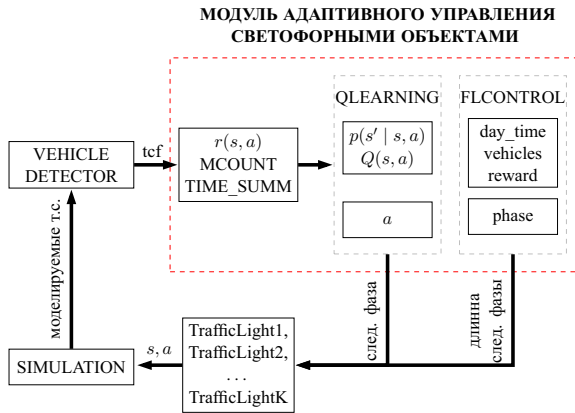 МОДУЛЬ АДАПТИВНОГО УПРАВЛЕНИЯ
СВЕТОФОРНЫМИ ОБЪЕКТАМИ
QLEARNING
FLCONTROL
VEHICLE
DETECTOR
tcf
r(s, a)
MCOUNT
TIME_SUMM
p(s′ | s, a)
Q(s, a)
day_time
vehicles
reward
a
phase
моделируемые т.с.
след. фаза
длинна
след. фазы
SIMULATION
s, a
TrafficLight1,
TrafficLight2,
...
TrafficLightK